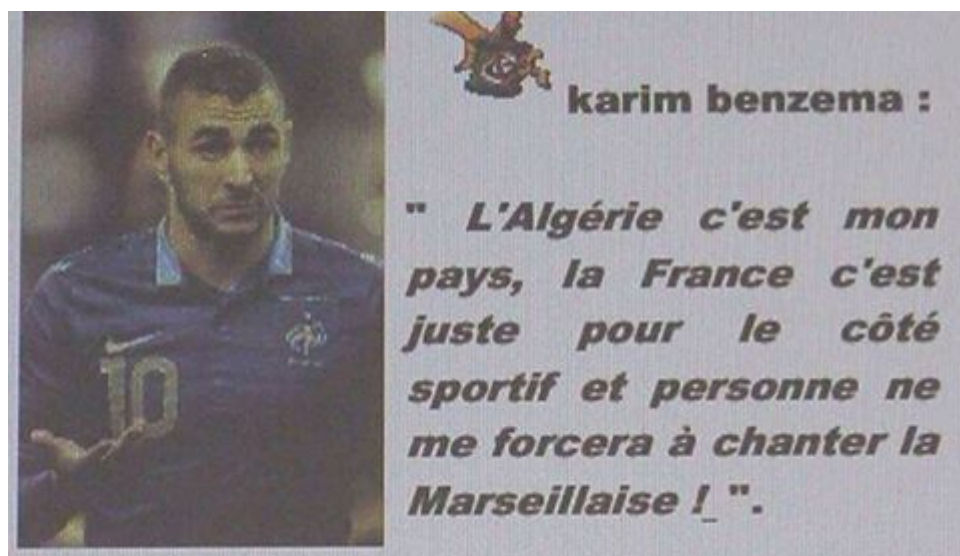 karim benzema :
" L'Algérie c'est mon
pays, la France c'est
juste pour le côté
sportif et personne ne
me forcera à chanter la
Marseillaise ! ".
10